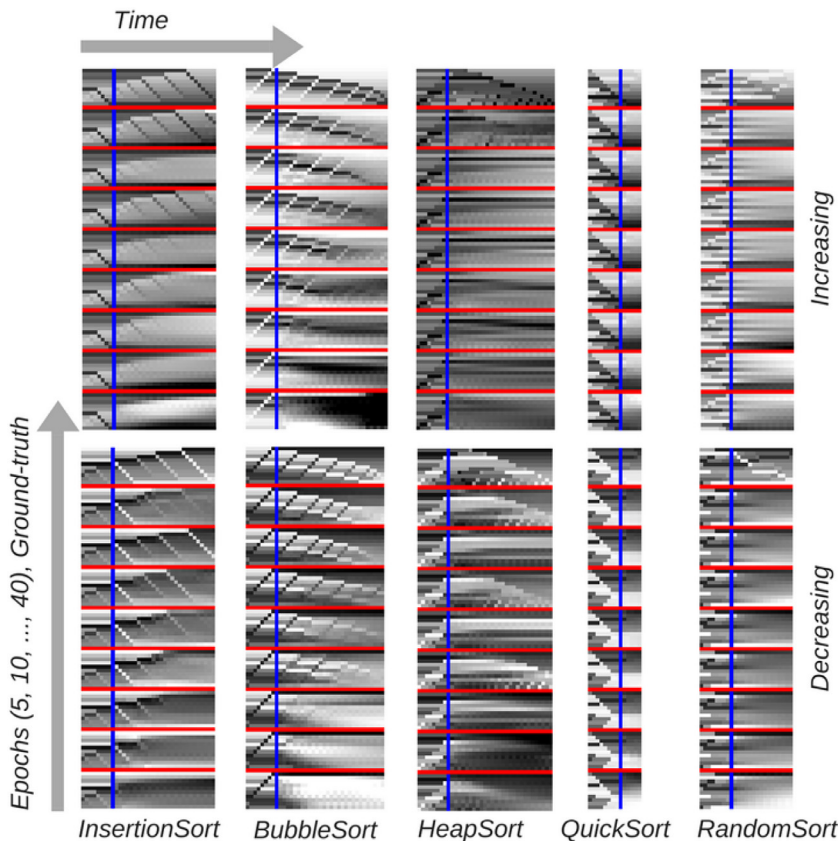 Time
Increasing
Epochs (5, 10, ..., 40), Ground-truth
Decreasing
InsertionSort BubbleSort HeapSort QuickSort RandomSort